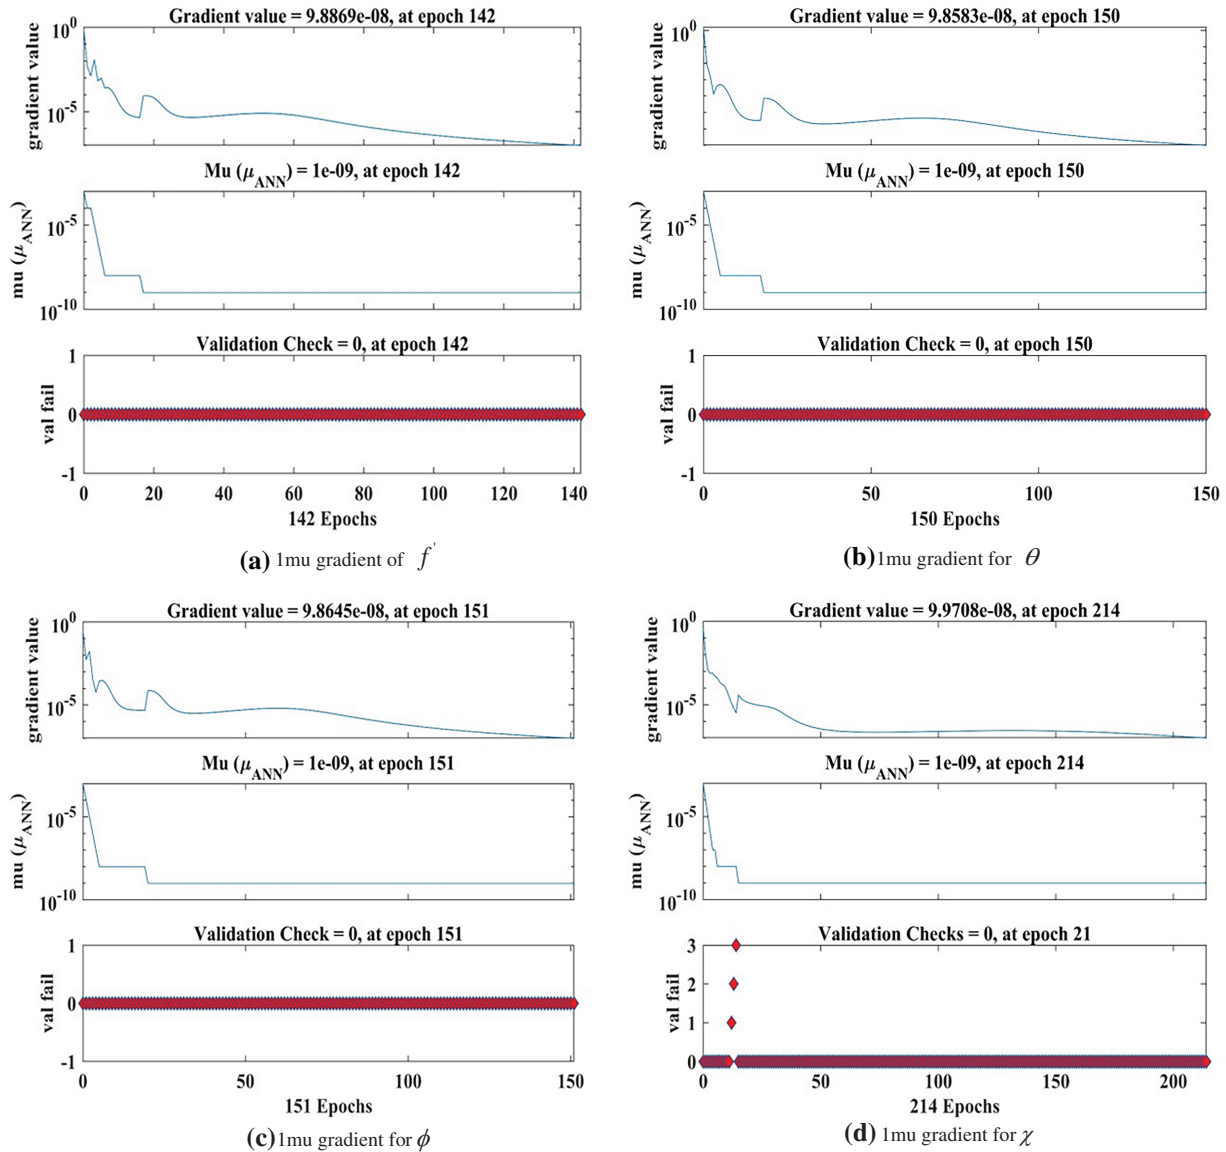 Gradient value = 9.8869e-08, at epoch 142
gradient value
10^0
10^-5
Mu (μ_ANN) = 1e-09, at epoch 142
mu (μ_ANN)
10^-5
10^-10
Validation Check = 0, at epoch 142
val fail
1
0
-1
0 20 40 60 80 100 120 140
142 Epochs
(a) 1mu gradient of f'
Gradient value = 9.8583e-08, at epoch 150
gradient value
10^0
10^-5
Mu (μ_ANN) = 1e-09, at epoch 150
mu (μ_ANN)
10^-5
10^-10
Validation Check = 0, at epoch 150
val fail
1
0
-1
0 50 100 150
150 Epochs
(b) 1mu gradient for θ
Gradient value = 9.8645e-08, at epoch 151
gradient value
10^0
10^-5
Mu (μ_ANN) = 1e-09, at epoch 151
mu (μ_ANN)
10^-5
10^-10
Validation Check = 0, at epoch 151
val fail
1
0
-1
0 50 100 150
151 Epochs
(c) 1mu gradient for ϕ
Gradient value = 9.9708e-08, at epoch 214
gradient value
10^0
10^-5
Mu (μ_ANN) = 1e-09, at epoch 214
mu (μ_ANN)
10^-5
10^-10
Validation Checks = 0, at epoch 21
val fail
3
2
1
0
0 50 100 150 200
214 Epochs
(d) 1mu gradient for χ